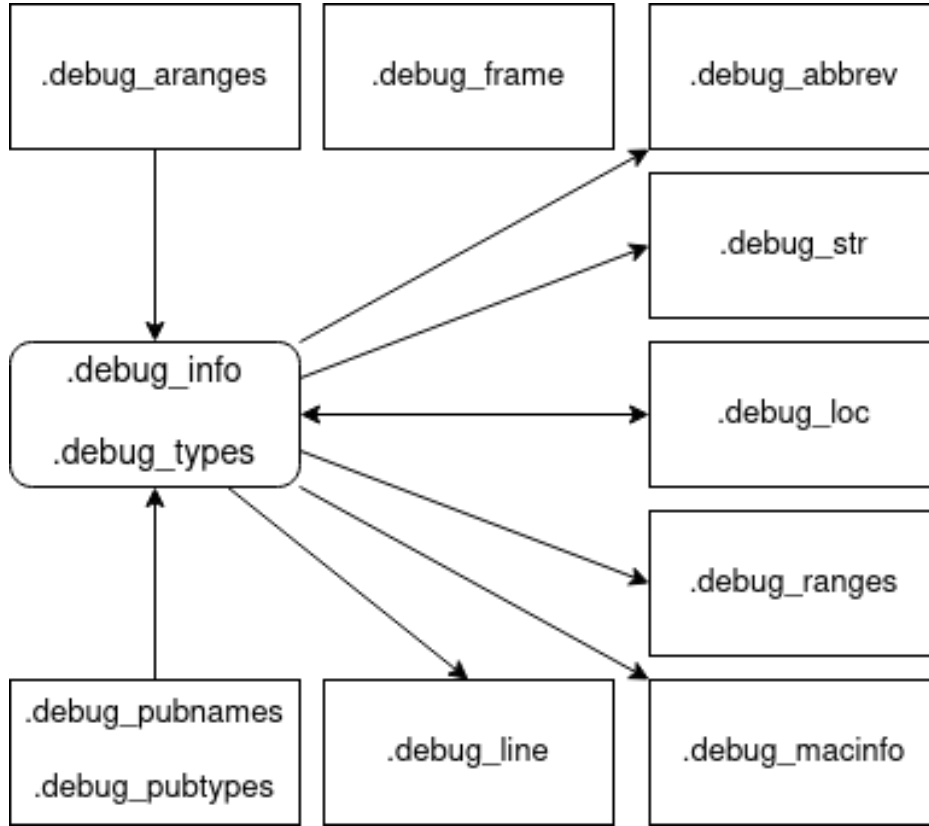 .debug_aranges
.debug_frame
.debug_abbrev
.debug_str
.debug_info
.debug_types
.debug_loc
.debug_ranges
.debug_pubnames
.debug_pubtypes
.debug_line
.debug_macinfo